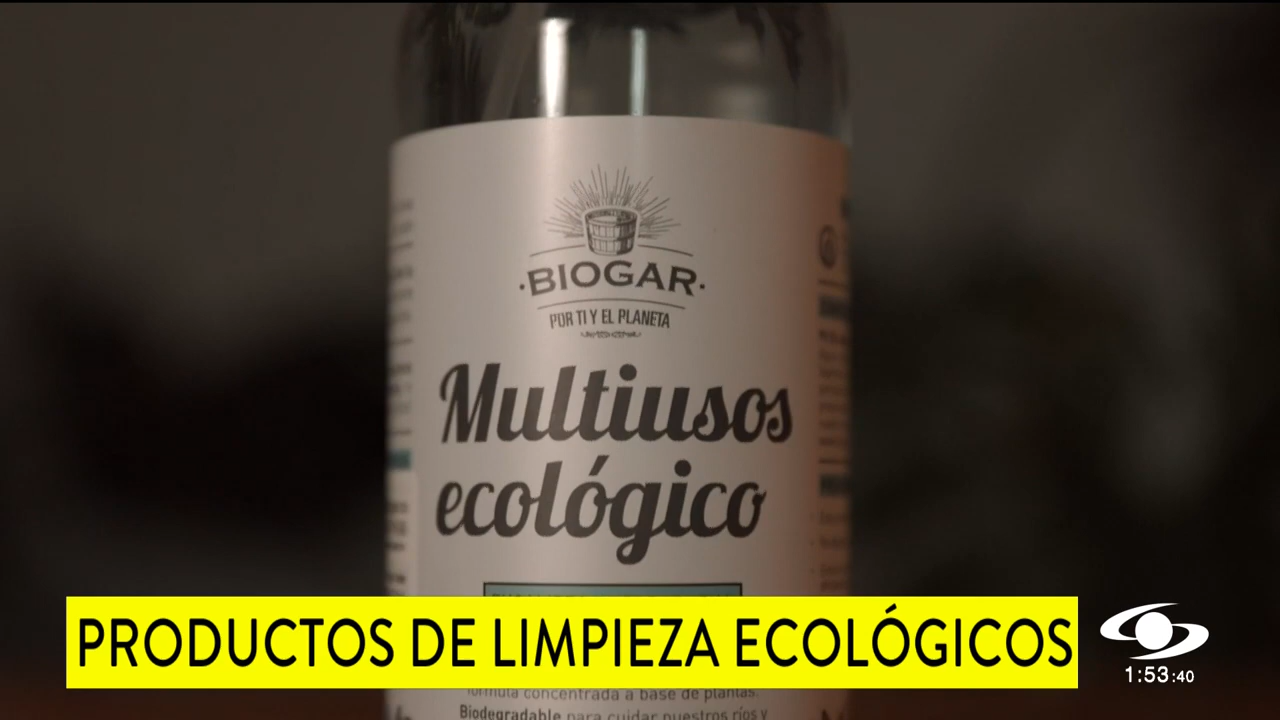 ·BIOGAR·
POR TI Y EL PLANETA
Multiusos
ecológico
PRODUCTOS DE LIMPIEZA ECOLÓGICOS
1:53:40
fórmula concentrada a base de plantas.
Biodegradable para cuidar nuestros ríos y